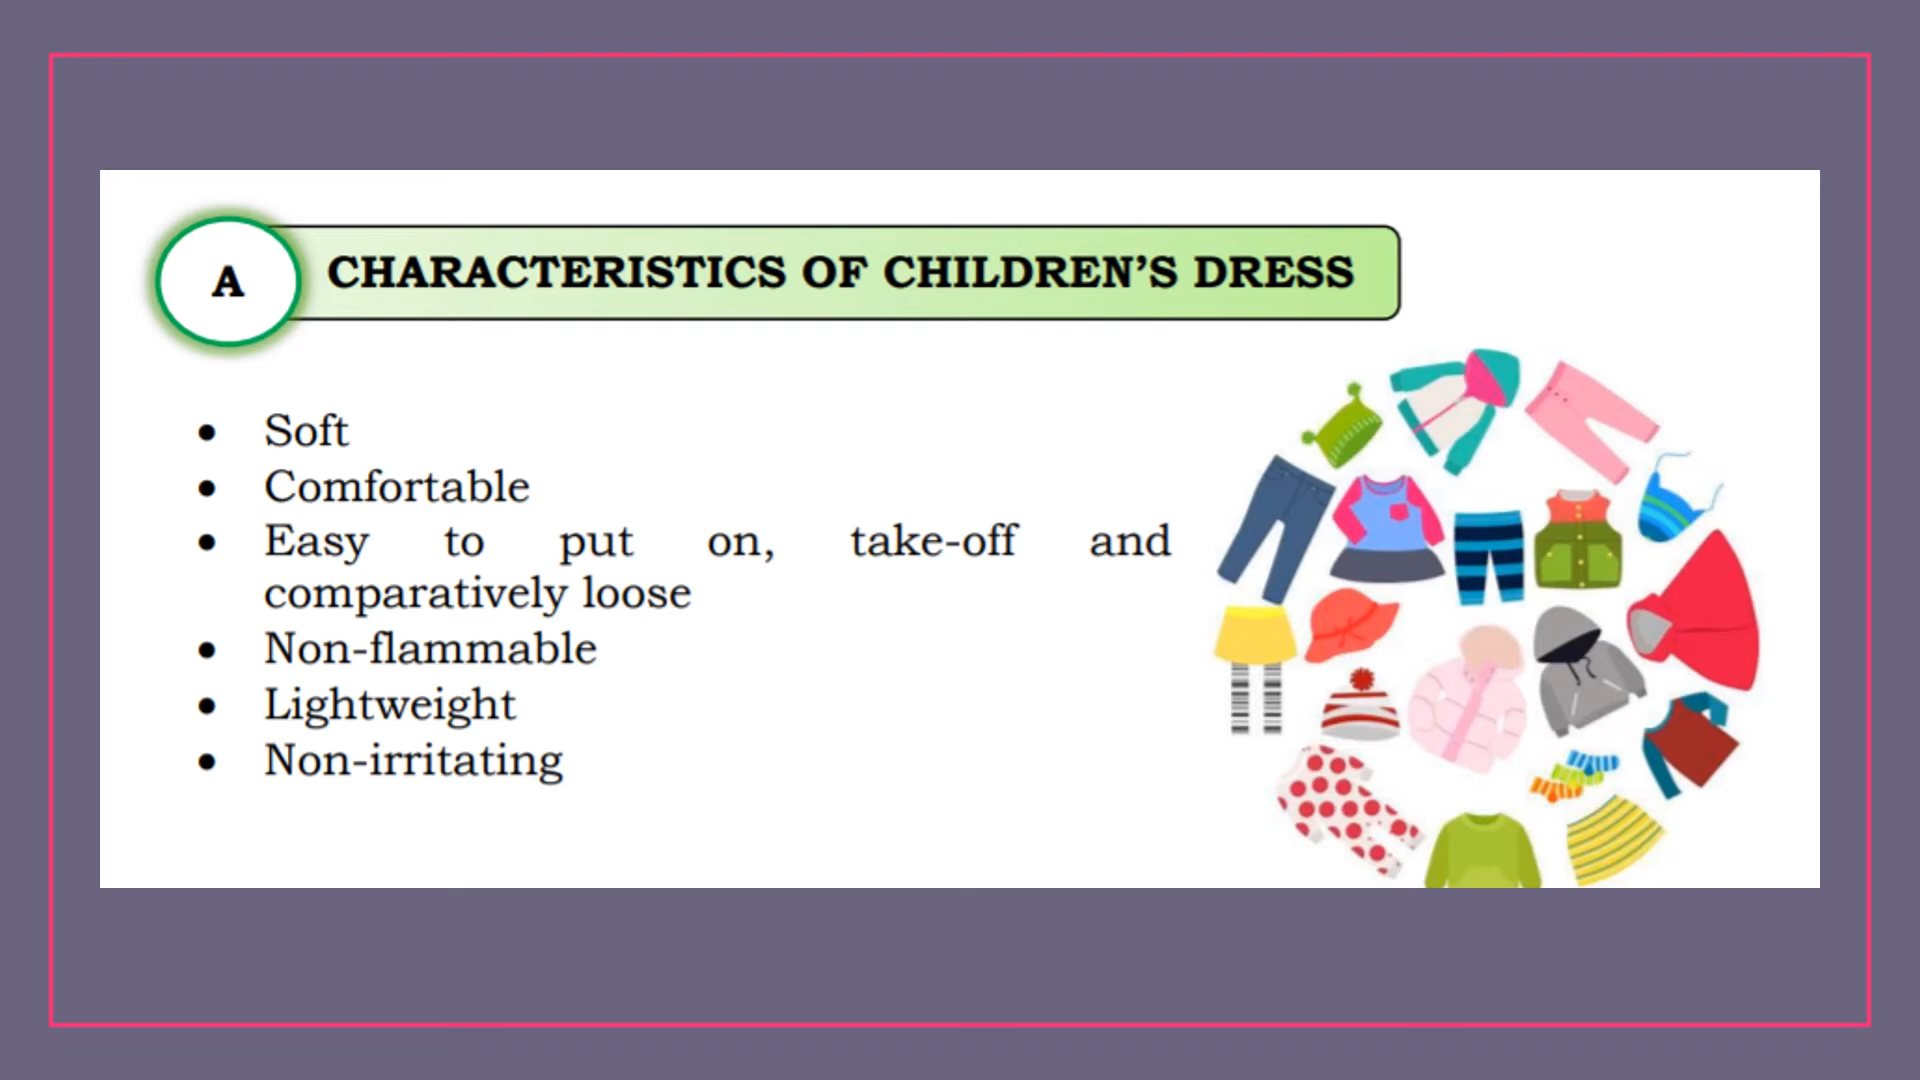 A
CHARACTERISTICS OF CHILDREN’S DRESS
• Soft
• Comfortable
• Easy to put on, take-off and
comparatively loose
• Non-flammable
• Lightweight
• Non-irritating